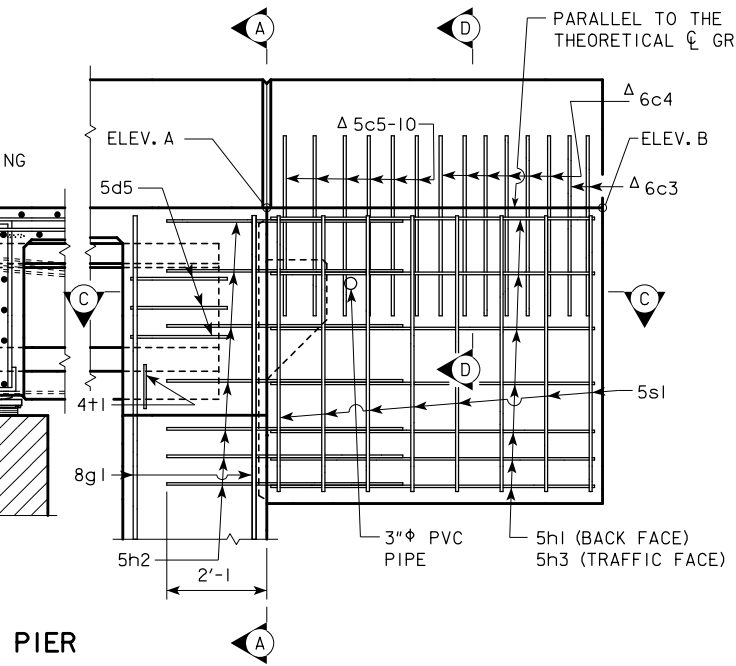 A
D
PARALLEL TO THE
THEORETICAL ℄ GR
Δ 6c4
Δ 5c5-10
ELEV. A
ELEV. B
NG
5d5
Δ 6c3
C
C
D
5s1
4t1
8g1
3"Φ PVC
PIPE
5h1 (BACK FACE)
5h3 (TRAFFIC FACE)
5h2
2'-1
PIER
A